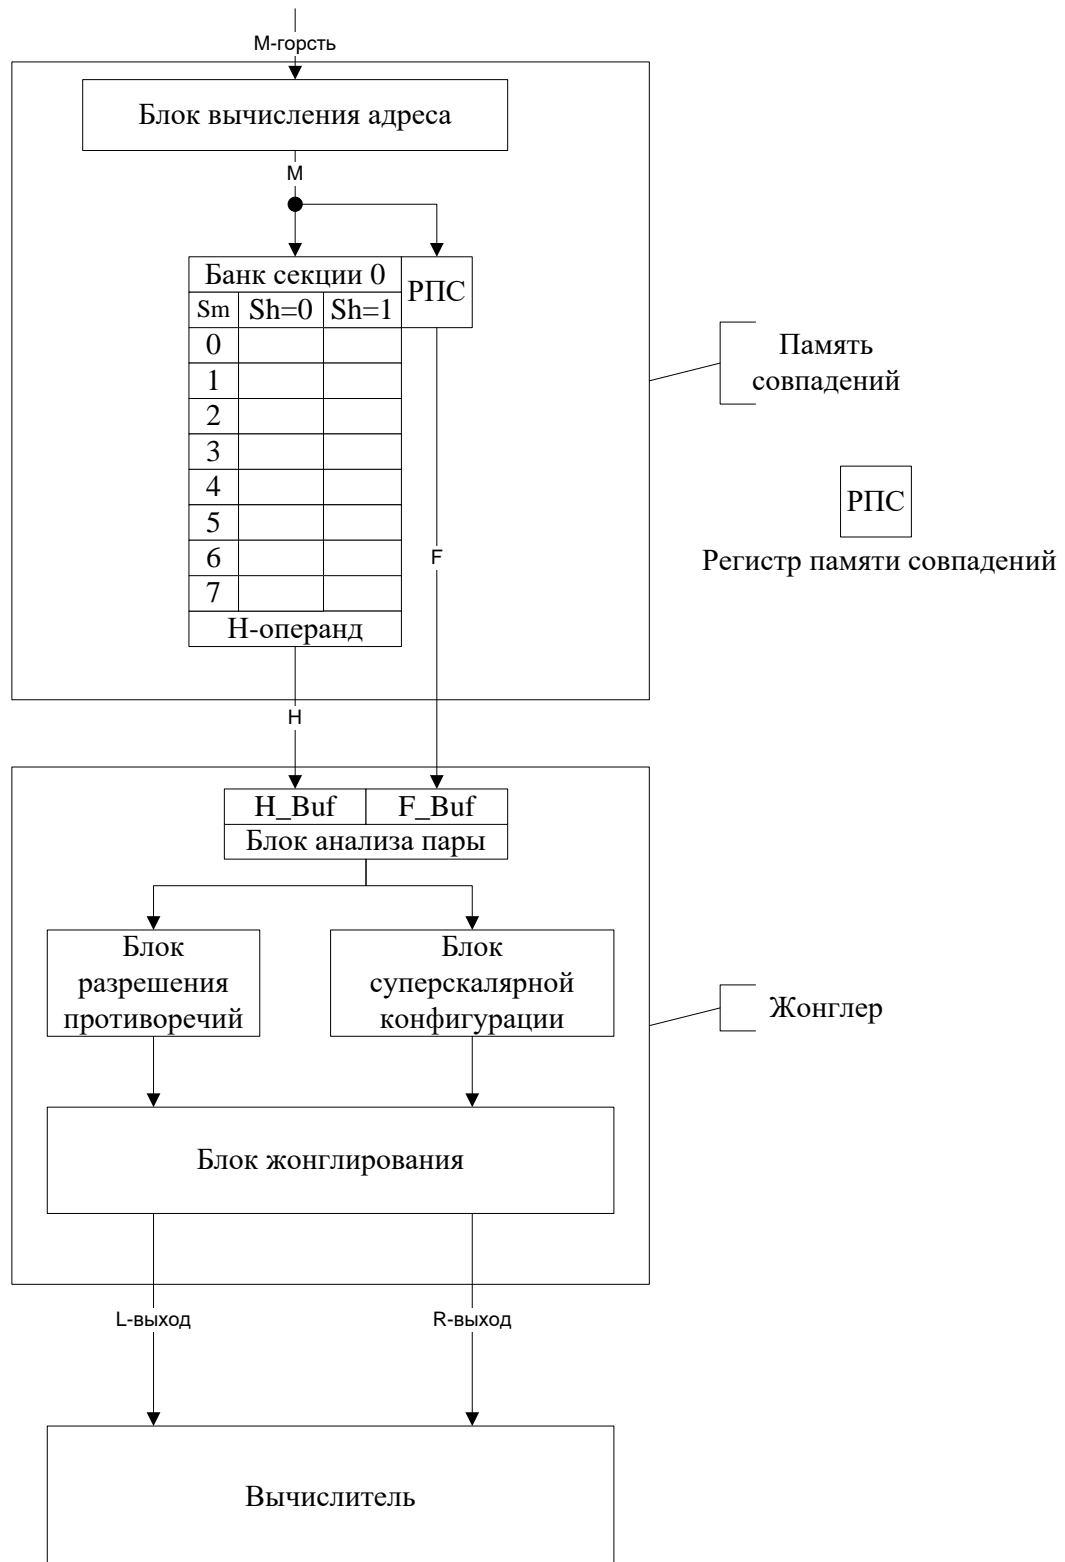 М-горсть
Блок вычисления адреса
М
Банк секции 0
РПС
Sm Sh=0 Sh=1
0
1
2
3
4
5
6
7
Н-операнд
F
Память
совпадений
РПС
Регистр памяти совпадений
H
H_Buf F_Buf
Блок анализа пары
Блок
разрешения
противоречий
Блок
суперскалярной
конфигурации
Жонглер
Блок жонглирования
L-выход
R-выход
Вычислитель